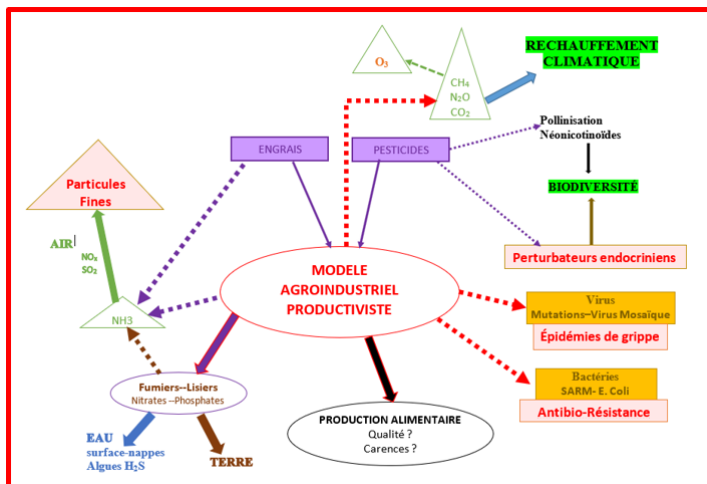 RECHAUFFEMENT
CLIMATIQUE
O₃
CH₄
N₂O
CO₂
Pollinisation
Néonicotinoïdes
ENGRAIS
PESTICIDES
BIODIVERSITÉ
Particules
Fines
AIR
NOₓ
SO₂
Perturbateurs endocriniens
MODELE
AGROINDUSTRIEL
PRODUCTIVISTE
NH3
Virus
Mutations–Virus Mosaïque
Épidémies de grippe
Fumiers--Lisiers
Nitrates –Phosphates
Bactéries
SARM- E. Coli
Antibio-Résistance
PRODUCTION ALIMENTAIRE
Qualité ?
Carences ?
EAU
surface-nappes
Algues H₂S
TERRE